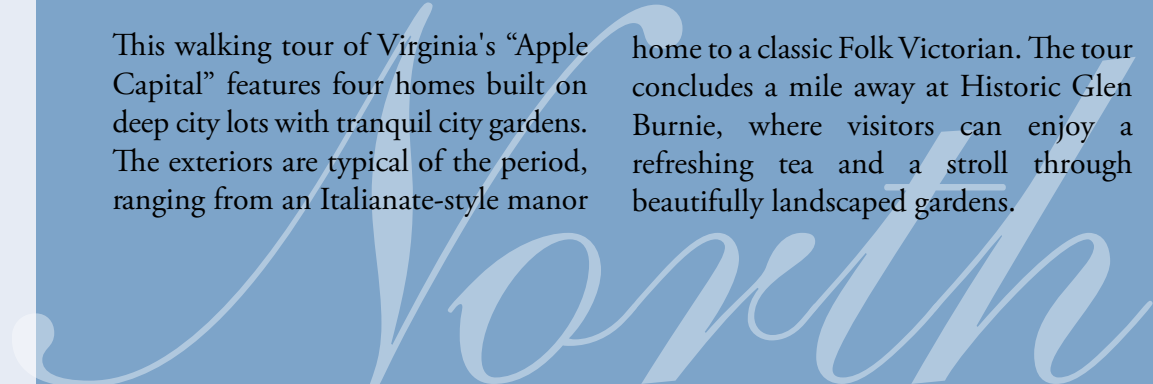 This walking tour of Virginia's “Apple
Capital” features four homes built on
deep city lots with tranquil city gardens.
The exteriors are typical of the period,
ranging from an Italianate-style manor
home to a classic Folk Victorian. The tour
concludes a mile away at Historic Glen
Burnie, where visitors can enjoy a
refreshing tea and a stroll through
beautifully landscaped gardens.
North